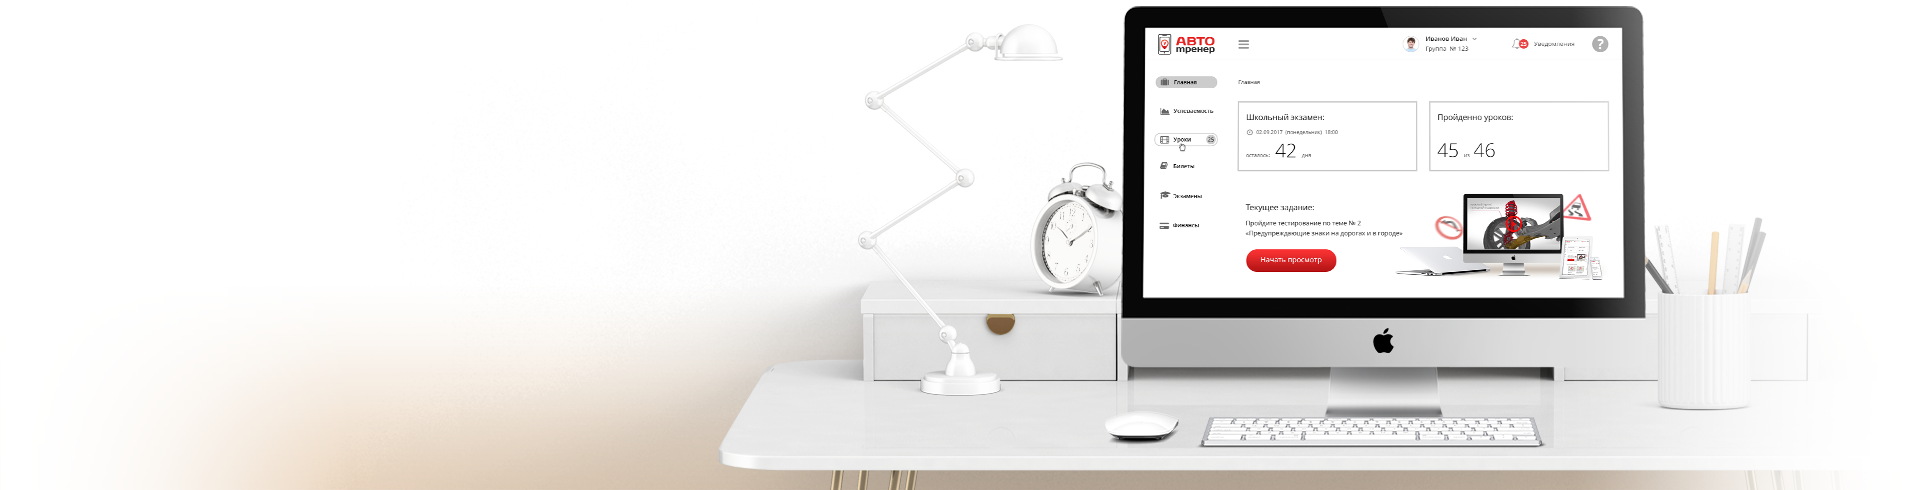 АВТО
тренер
Иванов Иван
Группа № 123
25
Уведомления
?
Главная
Успеваемость
Уроки
25
Билеты
Экзамены
Финансы
Главная
Школьный экзамен:
02.09.2017 (понедельник) 18:00
осталось: 42 дня
Пройденно уроков:
45 из 46
Текущее задание:
Пройдите тестирование по теме № 2
«Предупреждающие знаки на дорогах и в городе»
Начать просмотр